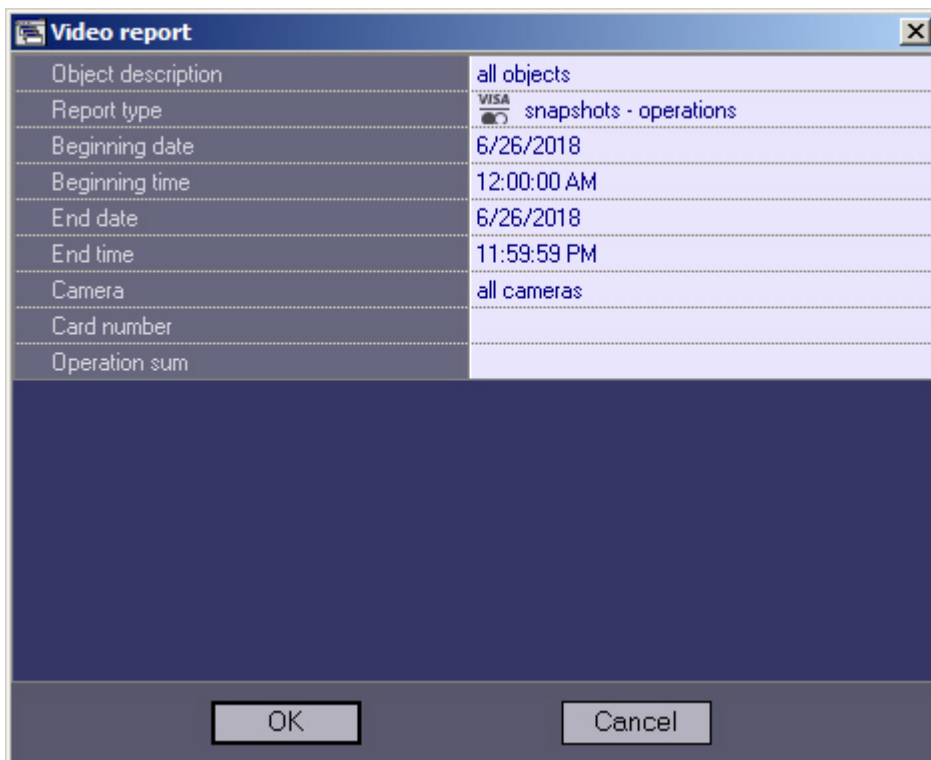 Video report
Object description all objects
Report type VISA snapshots - operations
Beginning date 6/26/2018
Beginning time 12:00:00 AM
End date 6/26/2018
End time 11:59:59 PM
Camera all cameras
Card number
Operation sum
OK Cancel